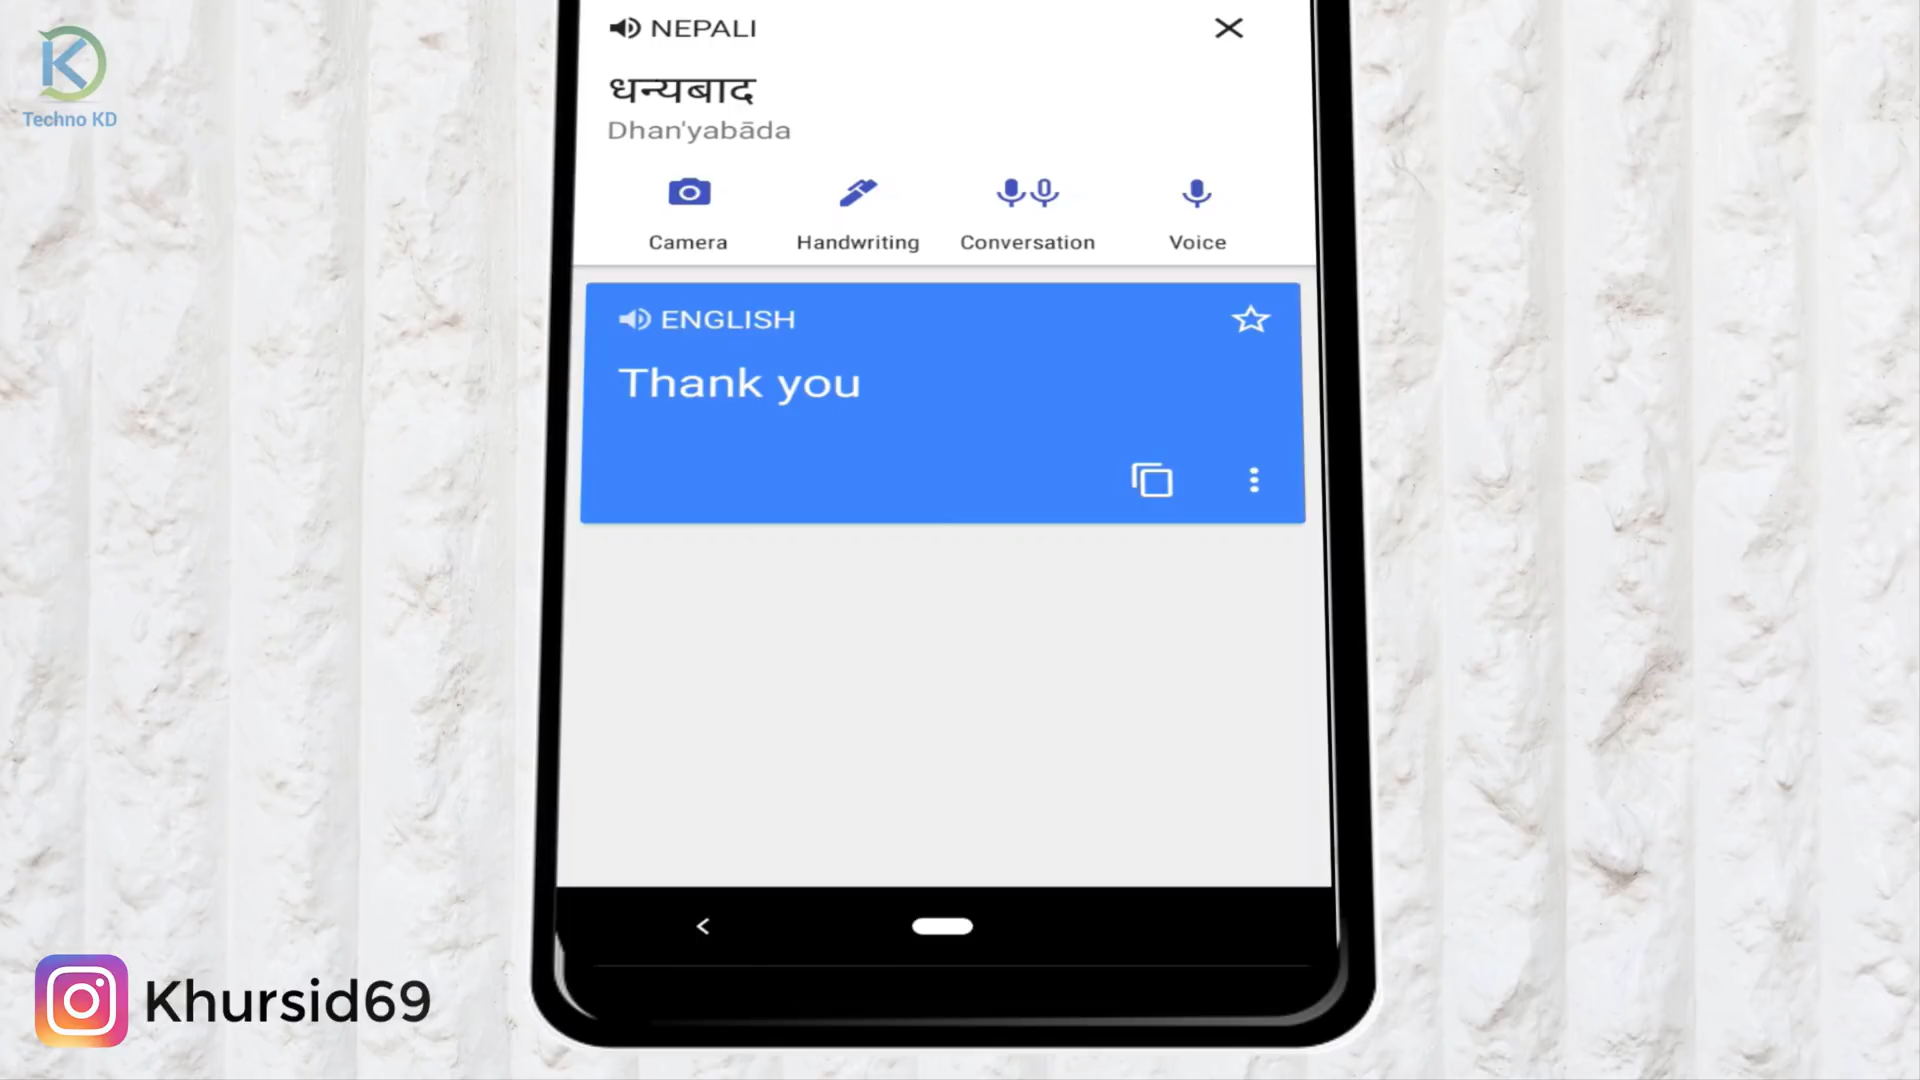 Techno KD
NEPALI
धन्यबाद
Dhan'yabāda
Camera
Handwriting
Conversation
Voice
ENGLISH
Thank you
Khursid69